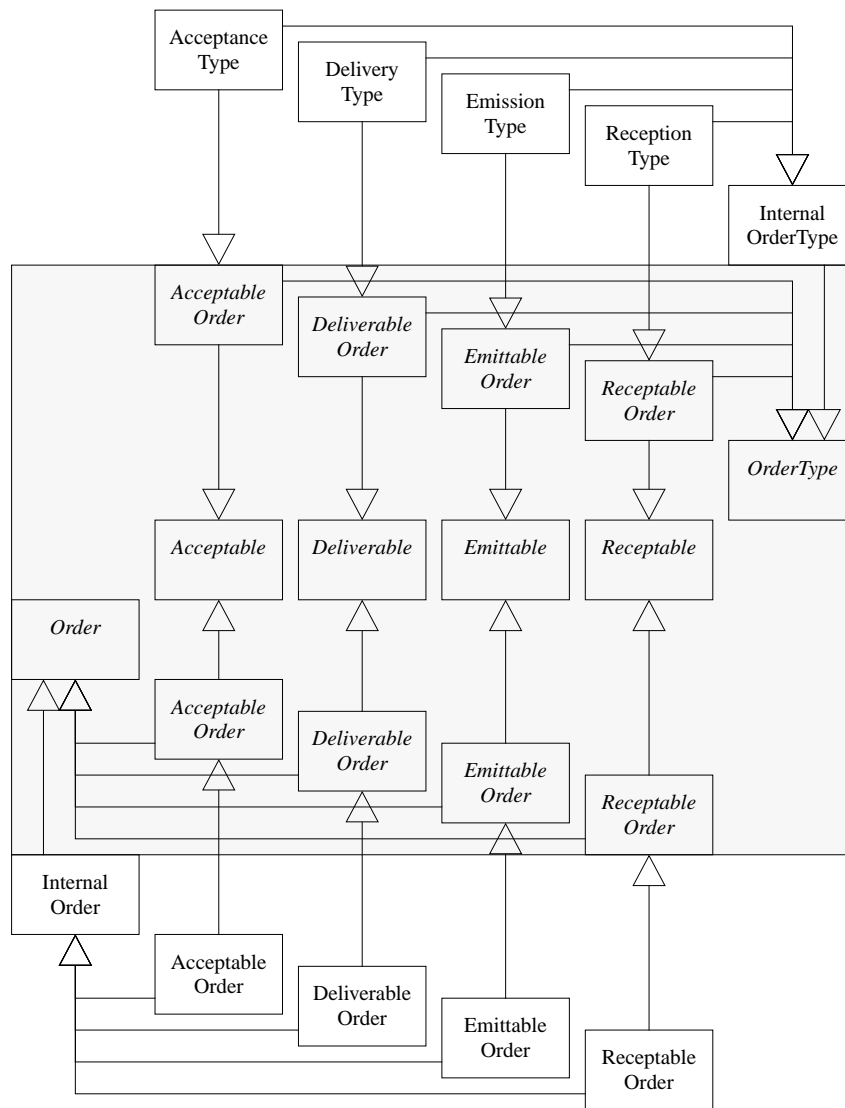 Acceptance
Type
Delivery
Type
Emission
Type
Reception
Type
Internal
OrderType
Acceptable
Order
Deliverable
Order
Emittable
Order
Receptable
Order
OrderType
Acceptable
Deliverable
Emittable
Receptable
Order
Acceptable
Order
Deliverable
Order
Emittable
Order
Receptable
Order
Internal
Order
Acceptable
Order
Deliverable
Order
Emittable
Order
Receptable
Order